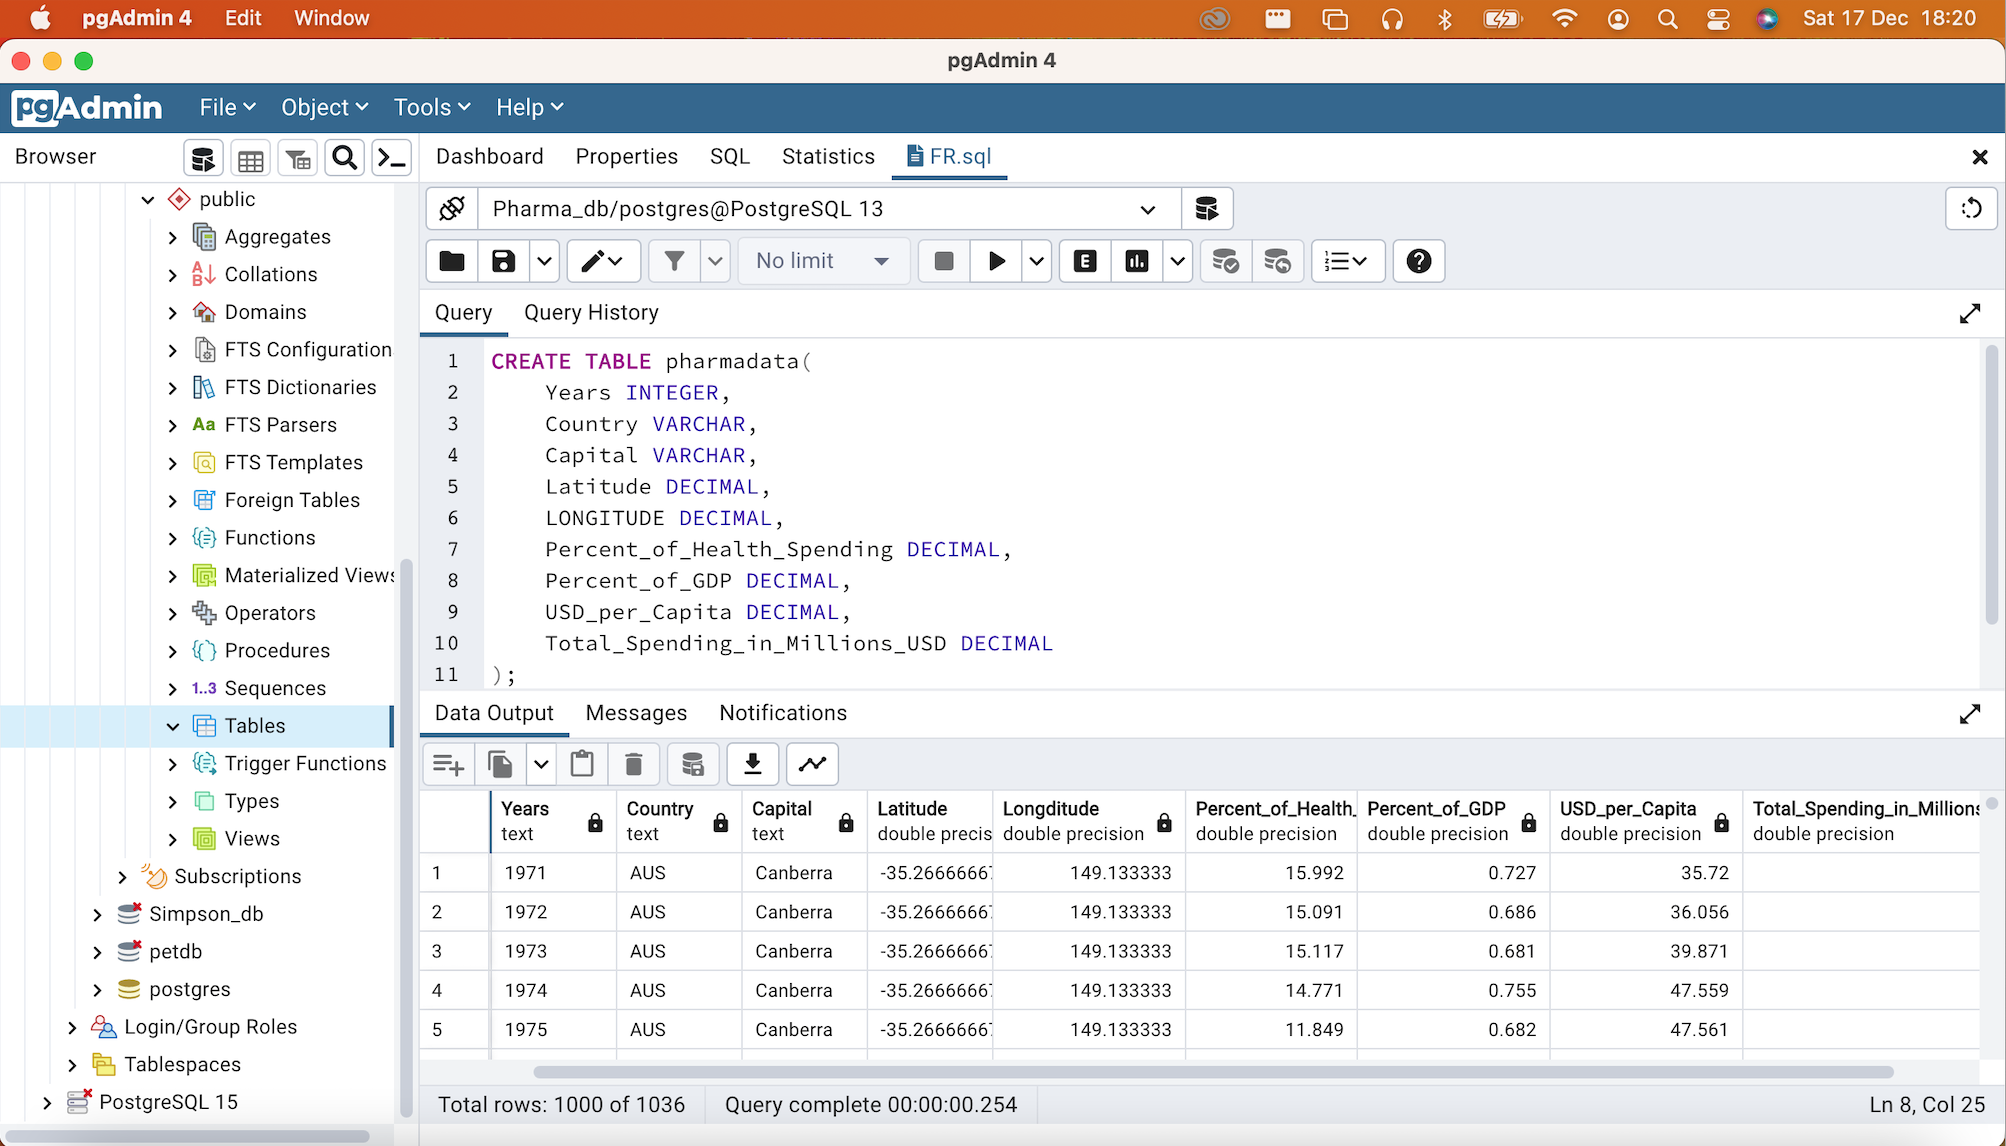 pgAdmin 4 Edit Window Sat 17 Dec 18:20
pgAdmin 4
pgAdmin File Object Tools Help
Browser Dashboard Properties SQL Statistics FR.sql
Pharma_db/postgres@PostgreSQL 13
No limit
E
Query Query History
public
Aggregates
Collations
Domains
FTS Configuration
FTS Dictionaries
Aa FTS Parsers
FTS Templates
Foreign Tables
Functions
Materialized Views
Operators
Procedures
1..3 Sequences
Tables
Trigger Functions
Types
Views
Subscriptions
Simpson_db
petdb
postgres
Login/Group Roles
Tablespaces
PostgreSQL 15
1 CREATE TABLE pharmadata(
2 Years INTEGER,
3 Country VARCHAR,
4 Capital VARCHAR,
5 Latitude DECIMAL,
6 LONGITUDE DECIMAL,
7 Percent_of_Health_Spending DECIMAL,
8 Percent_of_GDP DECIMAL,
9 USD_per_Capita DECIMAL,
10 Total_Spending_in_Millions_USD DECIMAL
11 );
Data Output Messages Notifications
Years Country Capital Latitude Longditude Percent_of_Health_ Percent_of_GDP USD_per_Capita Total_Spending_in_Millions
text text text double precis double precision double precision double precision double precision double precision
1 1971 AUS Canberra -35.26666667 149.133333 15.992 0.727 35.72
2 1972 AUS Canberra -35.26666667 149.133333 15.091 0.686 36.056
3 1973 AUS Canberra -35.26666667 149.133333 15.117 0.681 39.871
4 1974 AUS Canberra -35.26666667 149.133333 14.771 0.755 47.559
5 1975 AUS Canberra -35.26666667 149.133333 11.849 0.682 47.561
Total rows: 1000 of 1036 Query complete 00:00:00.254 Ln 8, Col 25